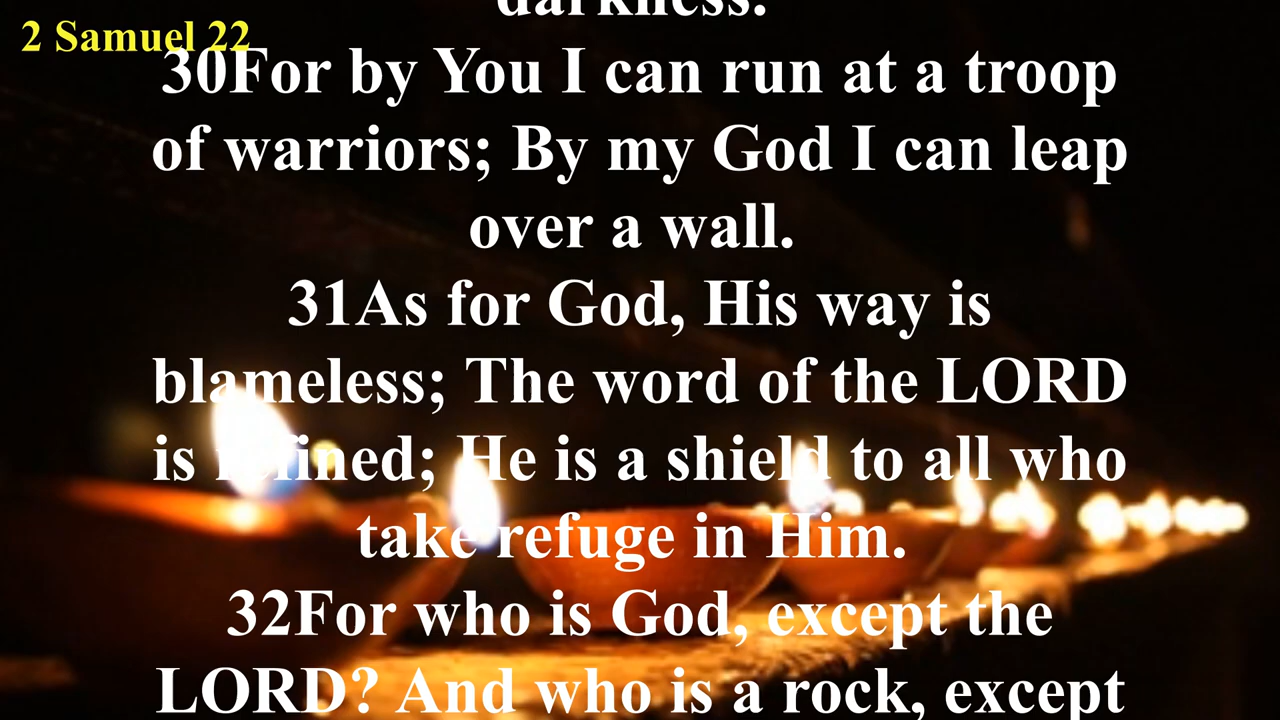 darkness.
2 Samuel 22
30For by You I can run at a troop
of warriors; By my God I can leap
over a wall.
31As for God, His way is
blameless; The word of the LORD
is refined; He is a shield to all who
take refuge in Him.
32For who is God, except the
LORD? And who is a rock, except